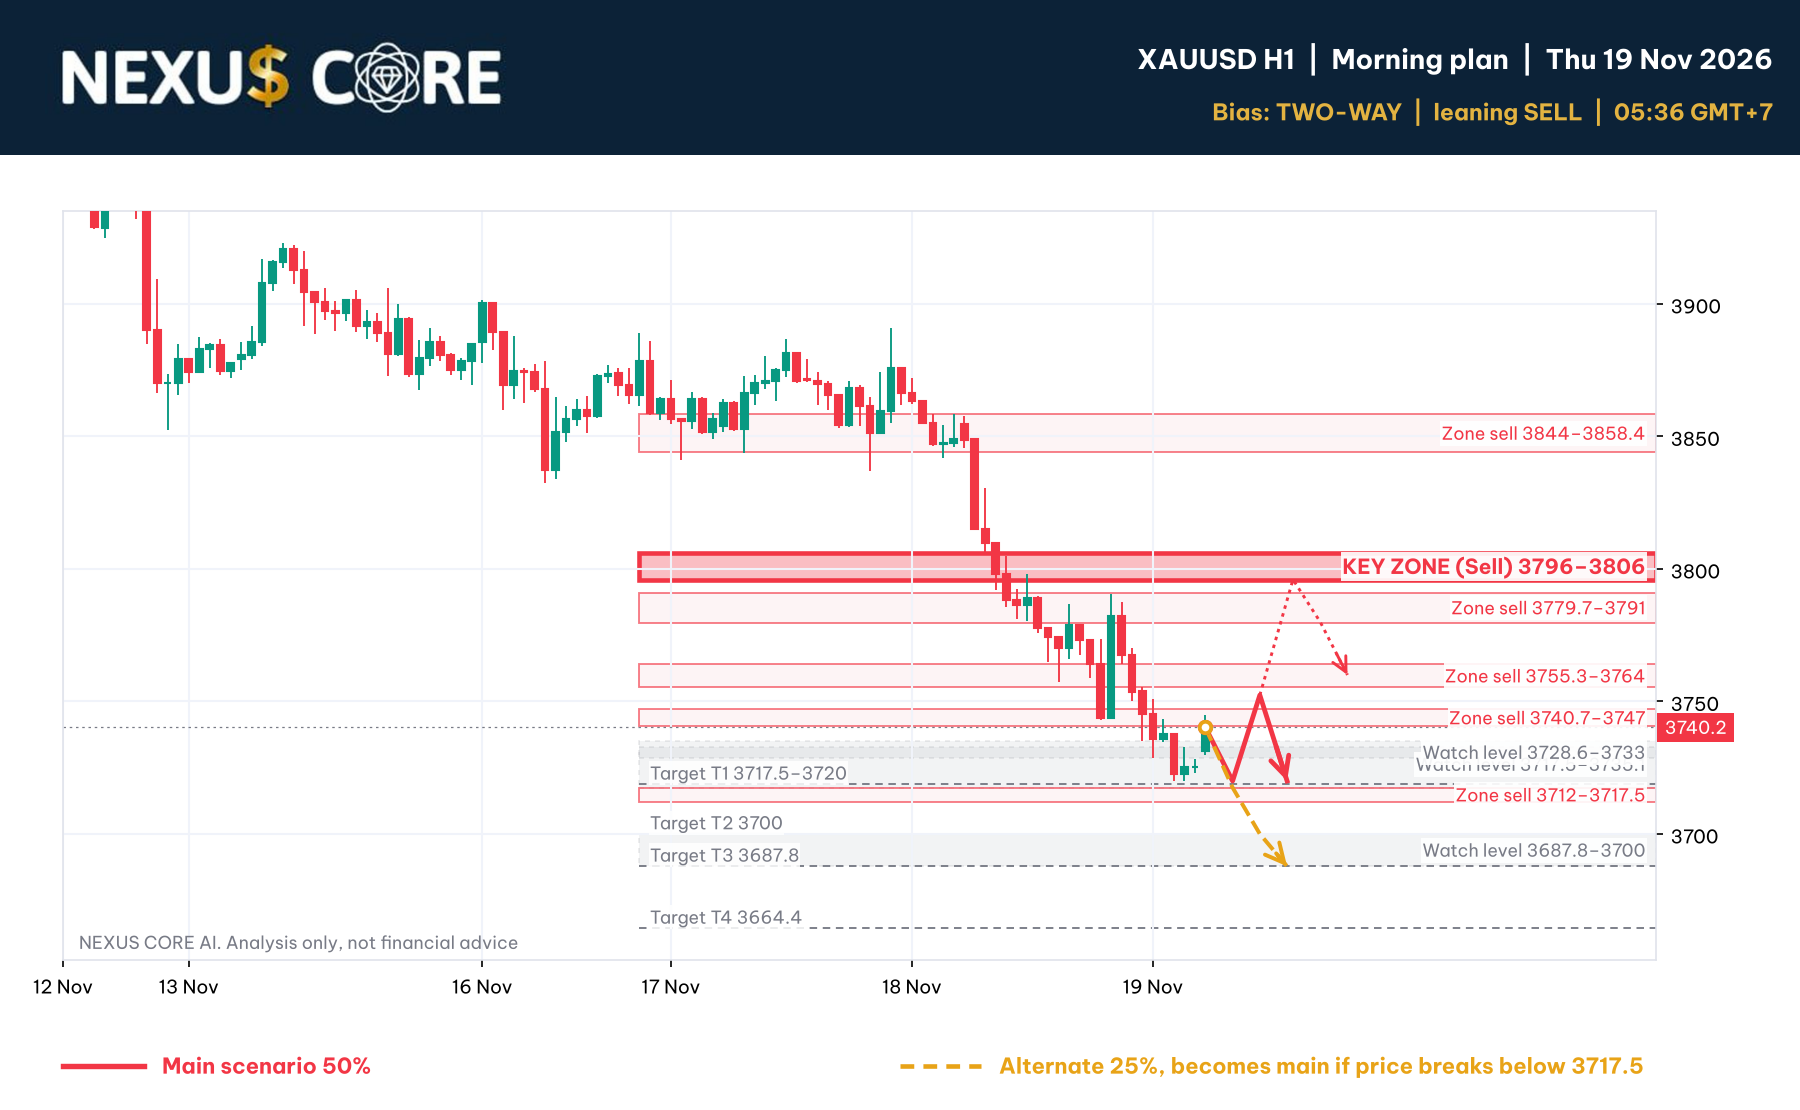 NEXU$ CORE
XAUUSD H1 | Morning plan | Thu 19 Nov 2026
Bias: TWO-WAY | leaning SELL | 05:36 GMT+7
3900
Zone sell 3844–3858.4
3850
KEY ZONE (Sell) 3796–3806
3800
Zone sell 3779.7–3791
Zone sell 3755.3–3764
3750
Zone sell 3740.7–3747
3740.2
Watch level 3728.6–3733
Target T1 3717.5–3720
Zone sell 3712–3717.5
Target T2 3700
3700
Target T3 3687.8
Watch level 3687.8–3700
Target T4 3664.4
NEXUS CORE AI. Analysis only, not financial advice
12 Nov
13 Nov
16 Nov
17 Nov
18 Nov
19 Nov
Main scenario 50%
Alternate 25%, becomes main if price breaks below 3717.5